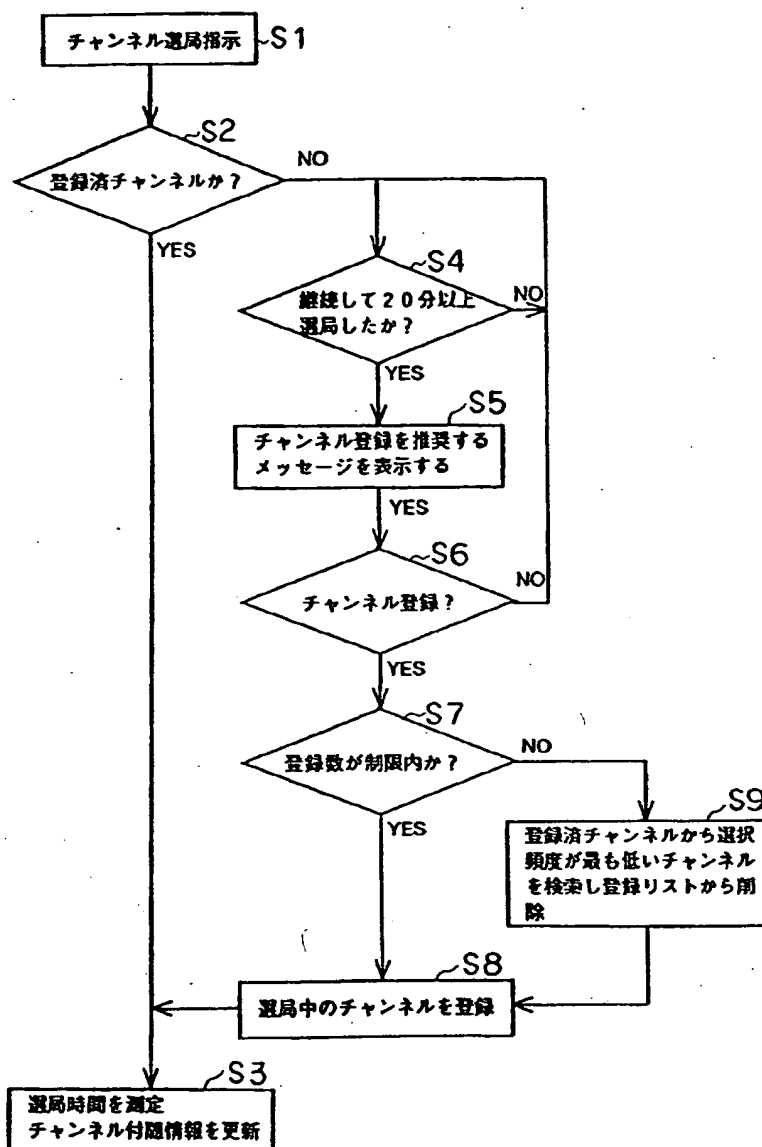 チャンネル選局指示
S1
S2
登録済チャンネルか?
NO
YES
S4
継続して20分以上
選局したか?
NO
YES
S5
チャンネル登録を推奨する
メッセージを表示する
YES
S6
チャンネル登録?
NO
YES
S7
登録数が制限内か?
NO
YES
S9
登録済チャンネルから選択
頻度が最も低いチャンネル
を検索し登録リストから削
除
S8
選局中のチャンネルを登録
S3
選局時間を測定
チャンネル付随情報を更新